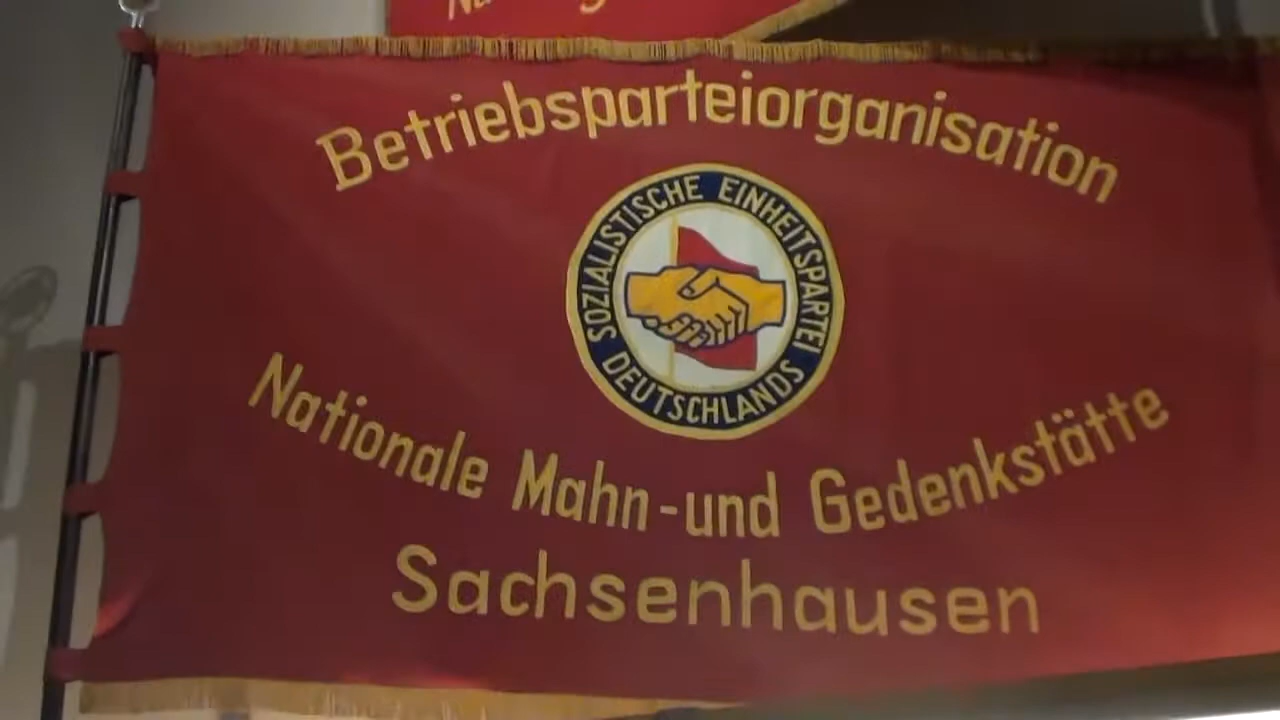 Betriebsparteiorganisation
SOZIALISTISCHE EINHEITSPARTEI
DEUTSCHLANDS
Nationale Mahn-und Gedenkstätte
Sachsenhausen